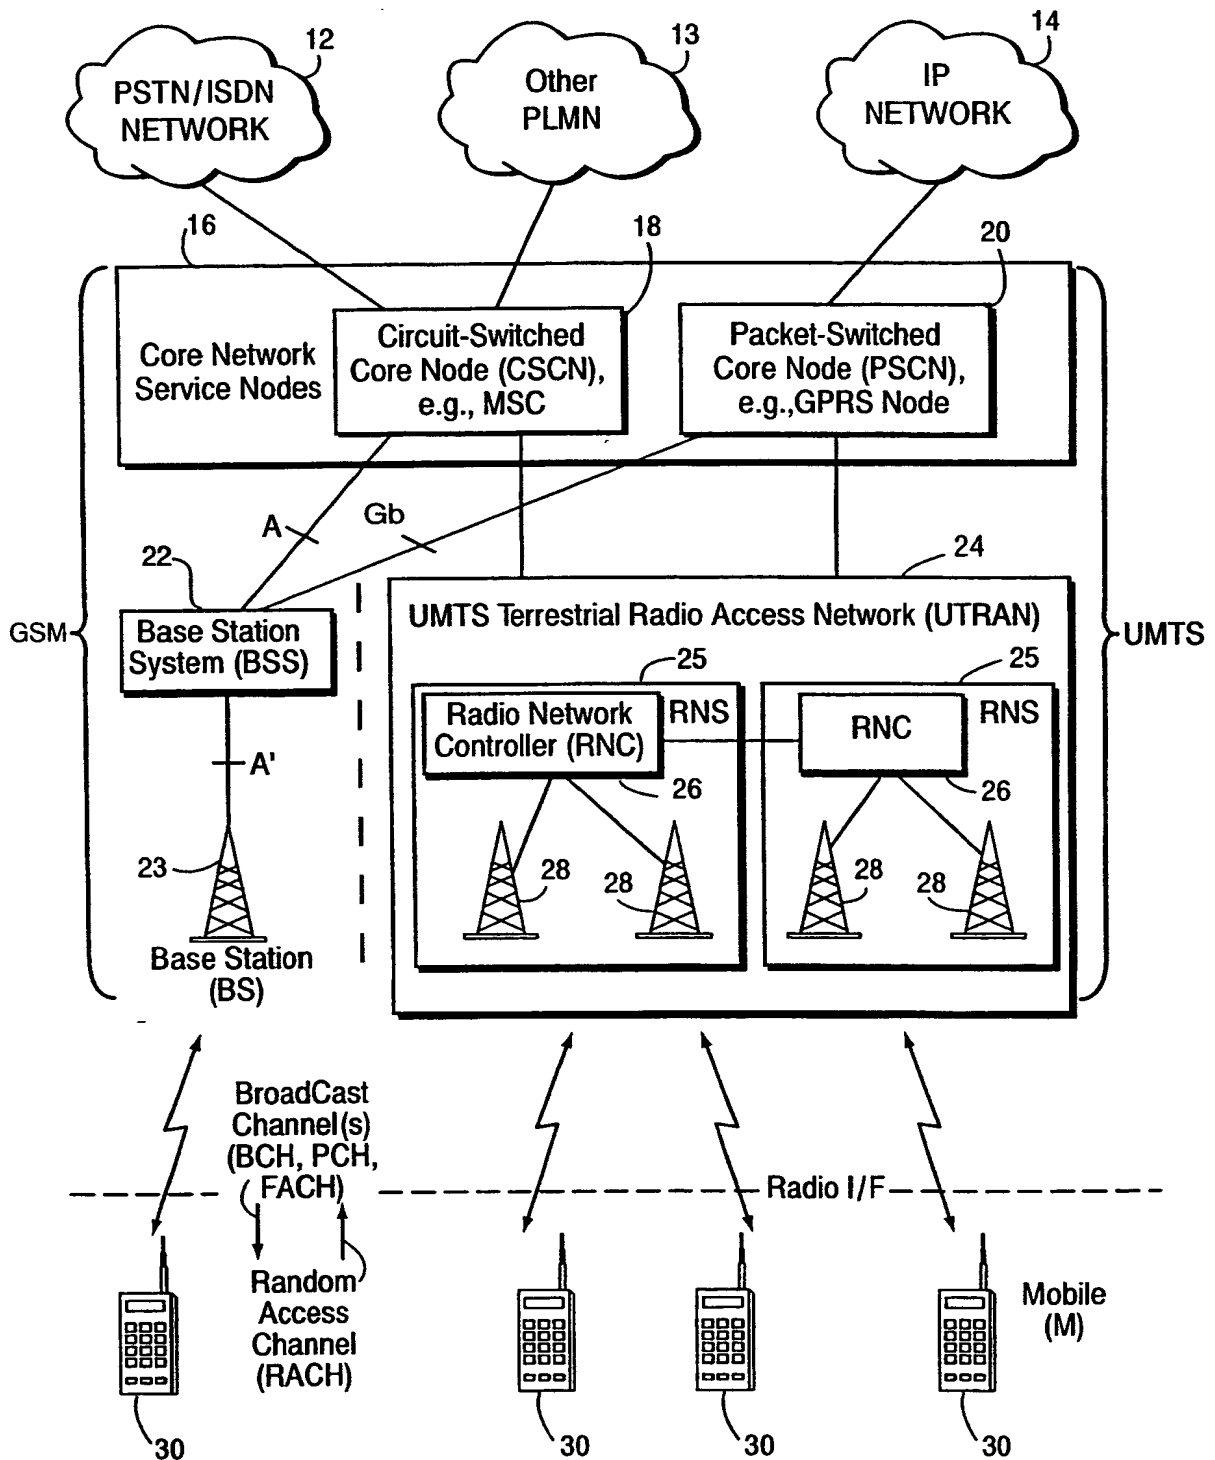 12
13
14
PSTN/ISDN
NETWORK
Other
PLMN
IP
NETWORK
16
18
20
Core Network
Service Nodes
Circuit-Switched
Core Node (CSCN),
e.g., MSC
Packet-Switched
Core Node (PSCN),
e.g.,GPRS Node
A
Gb
22
24
GSM
Base Station
System (BSS)
UMTS Terrestrial Radio Access Network (UTRAN)
UMTS
25
25
Radio Network
Controller (RNC)
RNS
RNC
RNS
A'
26
26
23
28
28
28
28
Base Station
(BS)
BroadCast
Channel(s)
(BCH, PCH,
FACH)
Radio I/F
Random
Access
Channel
(RACH)
Mobile
(M)
30
30
30
30